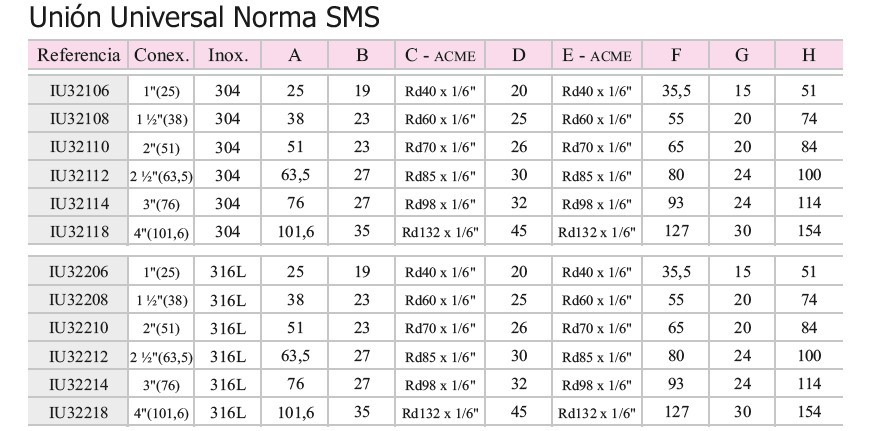 Unión Universal Norma SMS
Referencia Conex. Inox. A B C - ACME D E - ACME F G H
IU32106 1"(25) 304 25 19 Rd40 x 1/6" 20 Rd40 x 1/6" 35,5 15 51
IU32108 1 ½"(38) 304 38 23 Rd60 x 1/6" 25 Rd60 x 1/6" 55 20 74
IU32110 2"(51) 304 51 23 Rd70 x 1/6" 26 Rd70 x 1/6" 65 20 84
IU32112 2 ½"(63,5) 304 63,5 27 Rd85 x 1/6" 30 Rd85 x 1/6" 80 24 100
IU32114 3"(76) 304 76 27 Rd98 x 1/6" 32 Rd98 x 1/6" 93 24 114
IU32118 4"(101,6) 304 101,6 35 Rd132 x 1/6" 45 Rd132 x 1/6" 127 30 154
IU32206 1"(25) 316L 25 19 Rd40 x 1/6" 20 Rd40 x 1/6" 35,5 15 51
IU32208 1 ½"(38) 316L 38 23 Rd60 x 1/6" 25 Rd60 x 1/6" 55 20 74
IU32210 2"(51) 316L 51 23 Rd70 x 1/6" 26 Rd70 x 1/6" 65 20 84
IU32212 2 ½"(63,5) 316L 63,5 27 Rd85 x 1/6" 30 Rd85 x 1/6" 80 24 100
IU32214 3"(76) 316L 76 27 Rd98 x 1/6" 32 Rd98 x 1/6" 93 24 114
IU32218 4"(101,6) 316L 101,6 35 Rd132 x 1/6" 45 Rd132 x 1/6" 127 30 154